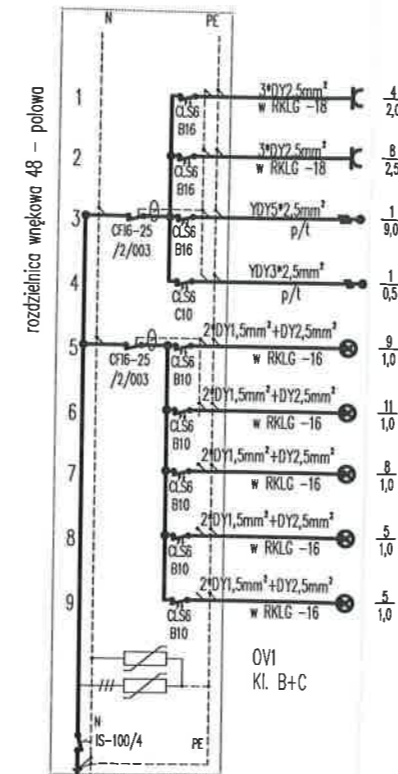 N PE
rozdzielnica wnękowa 48 - polowa
1 CLS6 B16 3*DY2,5mm² w RKLG -18 4
2 CLS6 B16 3*DY2,5mm² w RKLG -18 8 2,5
3 CFI6-25 /2/003 CLS6 B16 YDY5*2,5mm² p/t 1 9,0
4 CLS6 C10 YDY3*2,5mm² p/t 1 0,5
5 CFI6-25 /2/003 CLS6 B10 2*DY1,5mm²+DY2,5mm² w RKLG -16 9 1,0
6 CLS6 B10 2*DY1,5mm²+DY2,5mm² w RKLG -16 11 1,0
7 CLS6 B10 2*DY1,5mm²+DY2,5mm² w RKLG -16 8 1,0
8 CLS6 B10 2*DY1,5mm²+DY2,5mm² w RKLG -16 5 1,0
9 CLS6 B10 2*DY1,5mm²+DY2,5mm² w RKLG -16 5 1,0
OV1
Kl. B+C
N
IS-100/4 PE